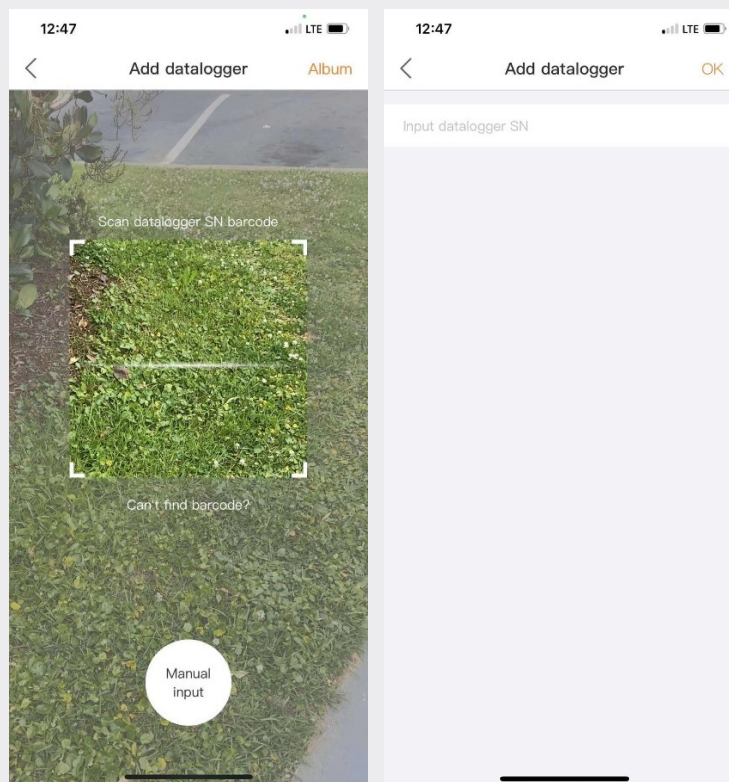 12:47
LTE
Add datalogger
Album
Scan datalogger SN barcode
Can't find barcode?
Manual
input
12:47
LTE
Add datalogger
OK
Input datalogger SN